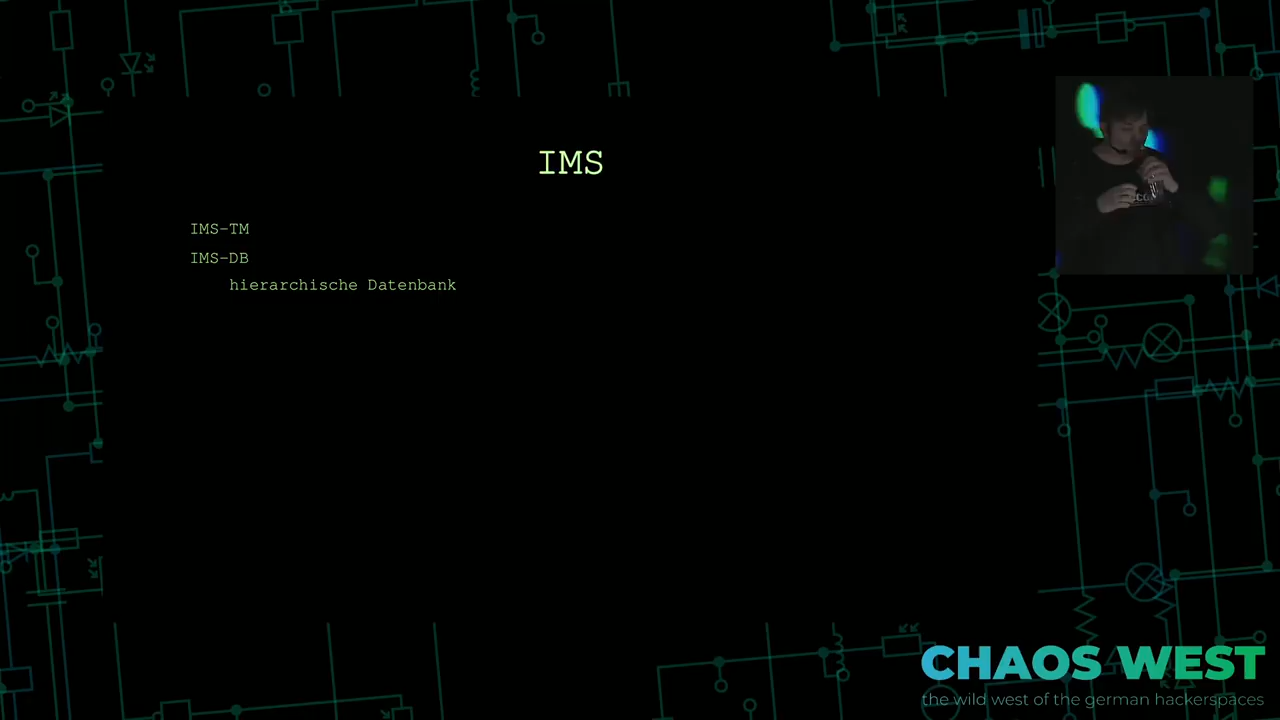 IMS
IMS-TM
IMS-DB
hierarchische Datenbank
CHAOS WEST
the wild west of the german hackerspaces